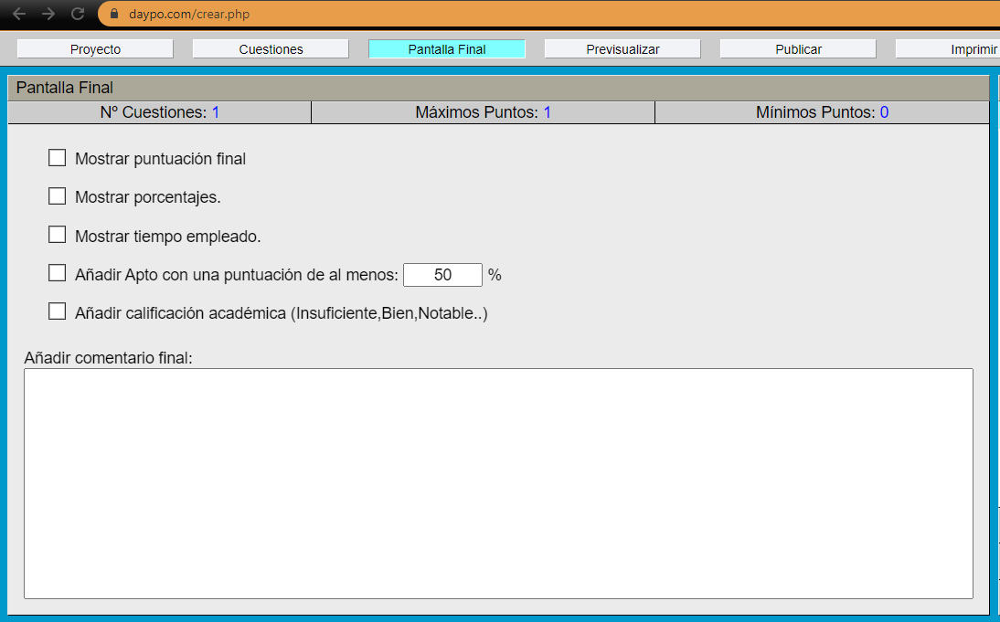 daypo.com/crear.php
Proyecto Cuestiones Pantalla Final Previsualizar Publicar Imprimir
Pantalla Final
Nº Cuestiones: 1 Máximos Puntos: 1 Mínimos Puntos: 0
Mostrar puntuación final
Mostrar porcentajes.
Mostrar tiempo empleado.
Añadir Apto con una puntuación de al menos: 50 %
Añadir calificación académica (Insuficiente,Bien,Notable..)
Añadir comentario final: